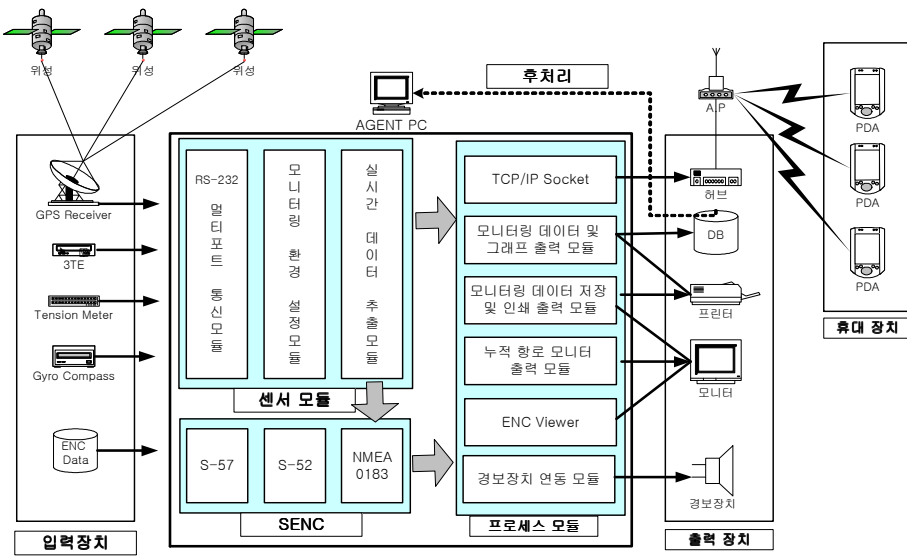 위성
위성
위성
후처리
AGENT PC
A.P
PDA
PDA
PDA
휴대 장치
GPS Receiver
3TE
Tension Meter
Gyro Compass
ENC
Data
입력장치
RS-232
멀티포트 통신모듈
모니터링 환경 설정모듈
실시간 데이터 추출모듈
센서 모듈
S-57
S-52
NMEA
0183
SENC
TCP/IP Socket
모니터링 데이터 및
그래프 출력 모듈
모니터링 데이터 저장
및 인쇄 출력 모듈
누적 항로 모니터
출력 모듈
ENC Viewer
경보장치 연동 모듈
프로세스 모듈
허브
DB
프린터
모니터
경보장치
출력 장치